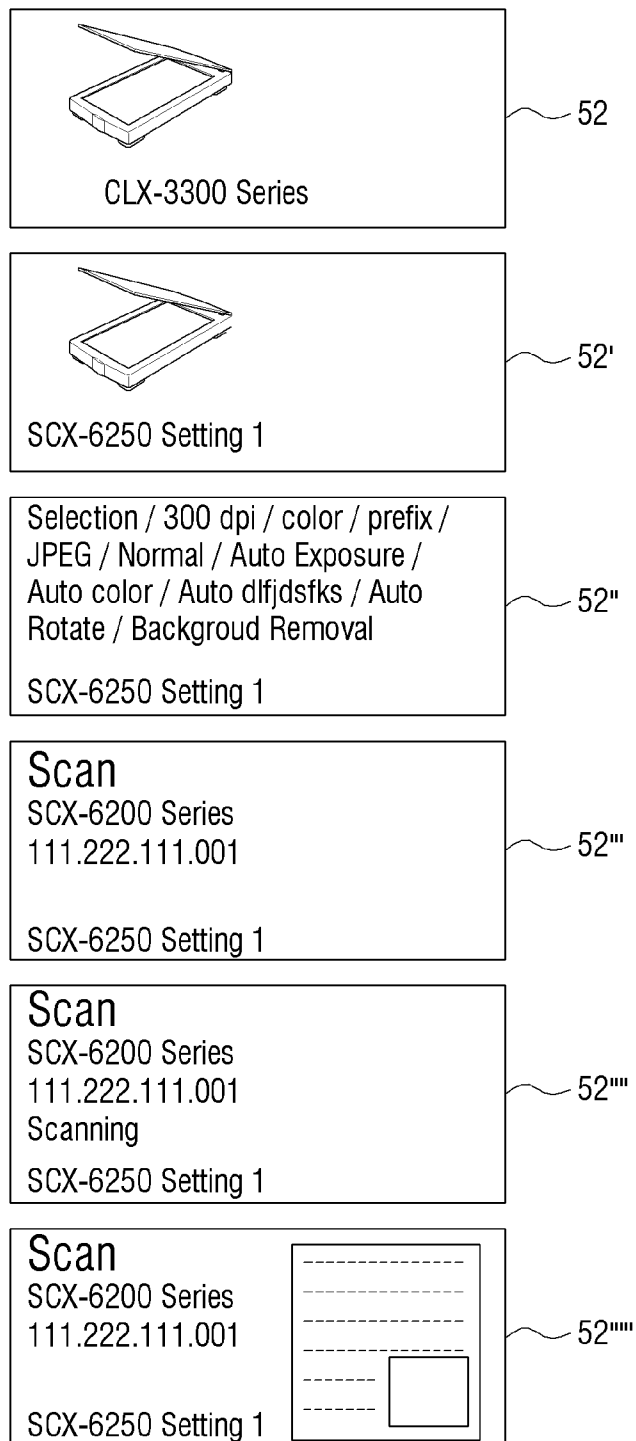 52
CLX-3300 Series
52'
SCX-6250 Setting 1
Selection / 300 dpi / color / prefix /
JPEG / Normal / Auto Exposure /
Auto color / Auto dlfjdsfks / Auto
Rotate / Backgroud Removal
52"
SCX-6250 Setting 1
Scan
SCX-6200 Series
111.222.111.001
52"'
SCX-6250 Setting 1
Scan
SCX-6200 Series
111.222.111.001
52""
Scanning
SCX-6250 Setting 1
Scan
SCX-6200 Series
111.222.111.001
52""'
SCX-6250 Setting 1